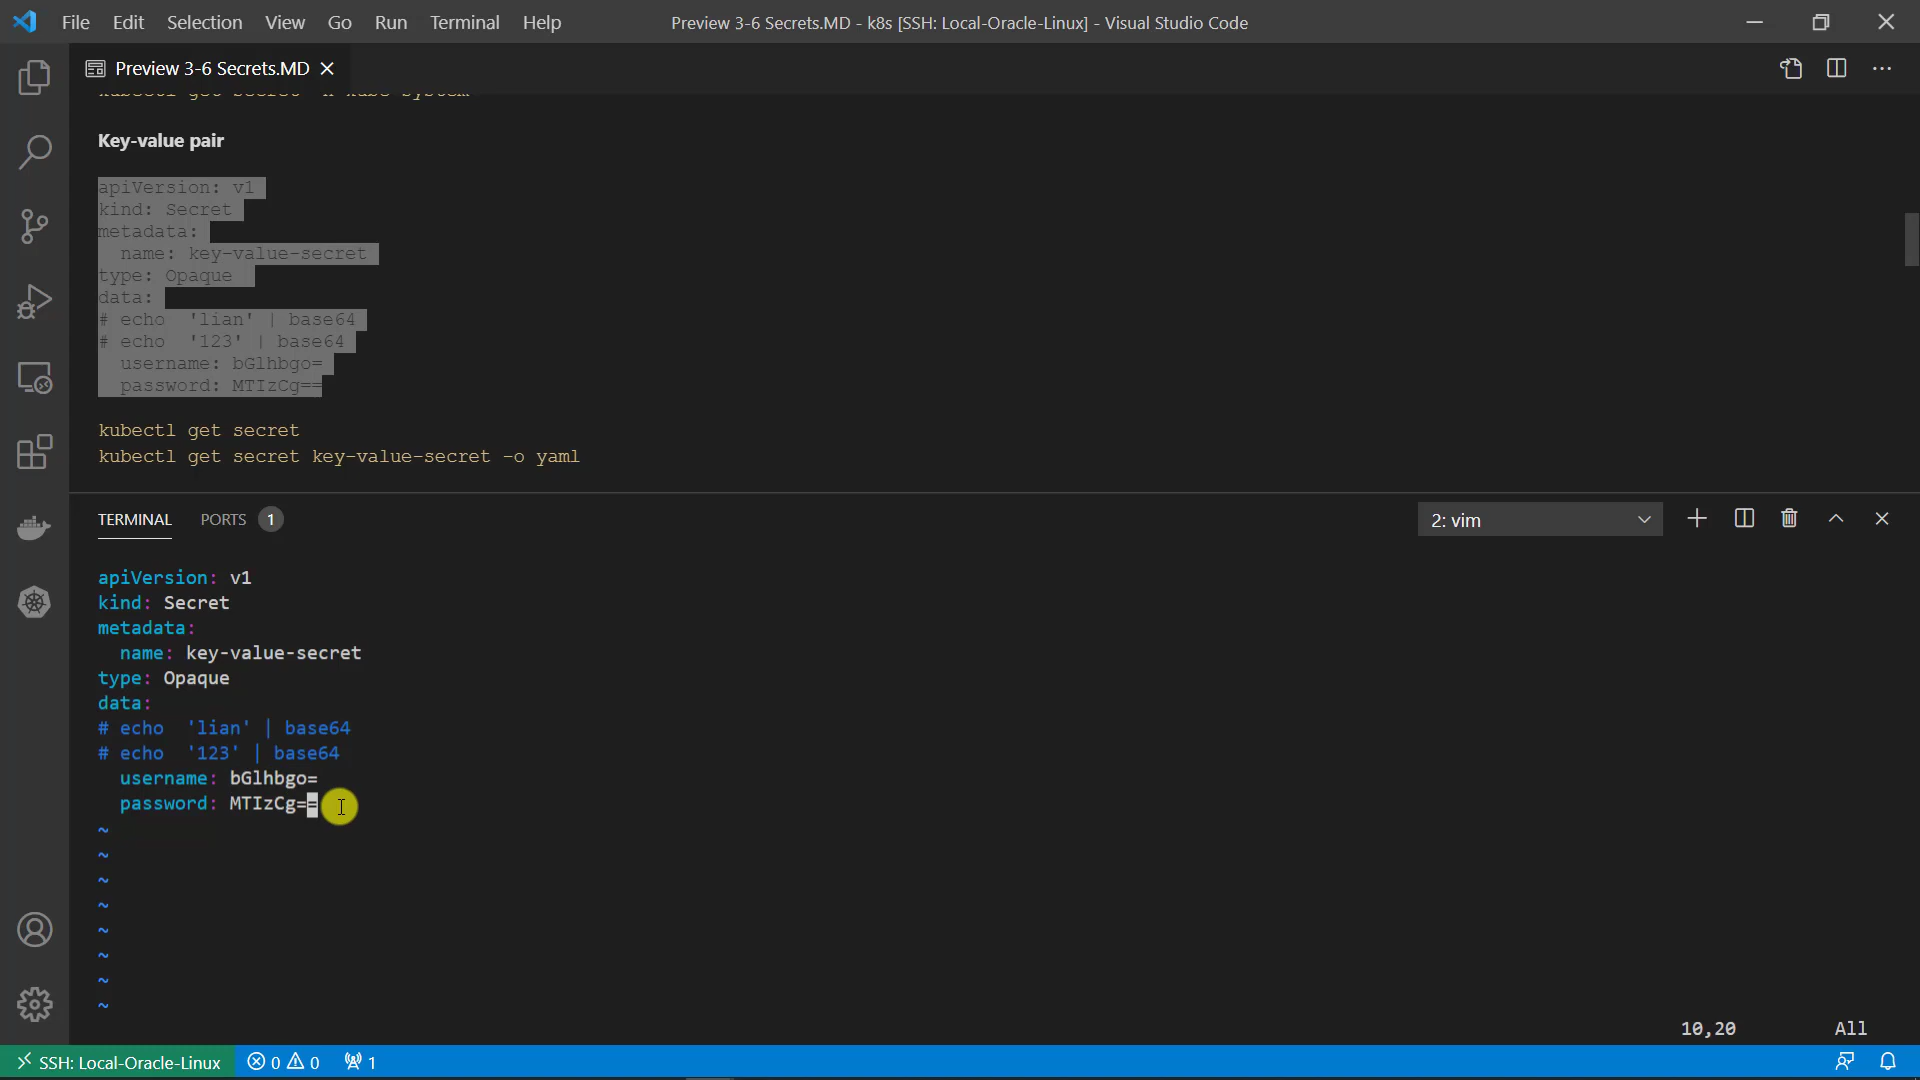 File Edit Selection View Go Run Terminal Help
Preview 3-6 Secrets.MD - k8s [SSH: Local-Oracle-Linux] - Visual Studio Code
Preview 3-6 Secrets.MD
kubectl get secret -n kube-system
Key-value pair
apiVersion: v1
kind: Secret
metadata:
  name: key-value-secret
type: Opaque
data:
# echo  'lian' | base64
# echo  '123' | base64
  username: bGlhbgo=
  password: MTIzCg==
kubectl get secret
kubectl get secret key-value-secret -o yaml
TERMINAL PORTS 1
2: vim
apiVersion: v1
kind: Secret
metadata:
  name: key-value-secret
type: Opaque
data:
# echo  'lian' | base64
# echo  '123' | base64
  username: bGlhbgo=
  password: MTIzCg==
~
~
~
~
~
~
~
~
10,20 All
SSH: Local-Oracle-Linux 0 0 1